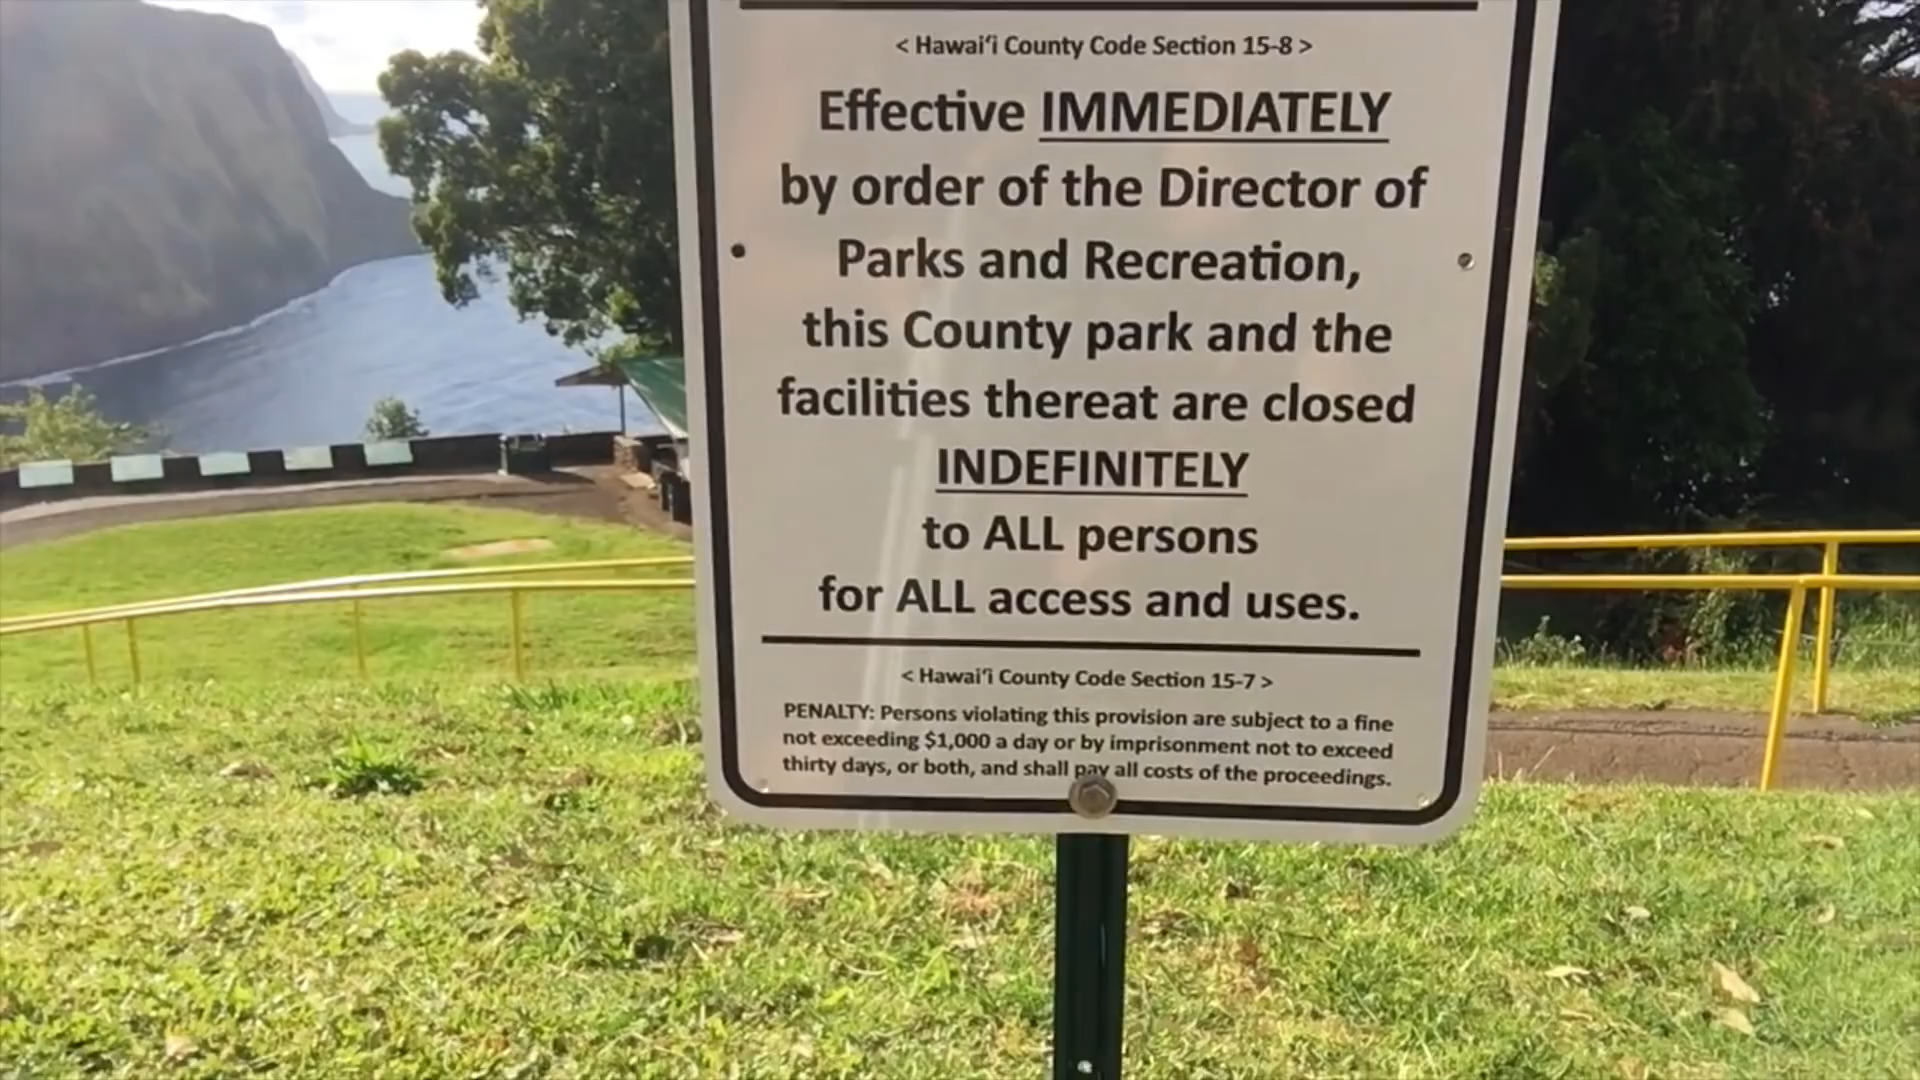 < Hawaiʻi County Code Section 15-8 >
Effective IMMEDIATELY
by order of the Director of
Parks and Recreation,
this County park and the
facilities thereat are closed
INDEFINITELY
to ALL persons
for ALL access and uses.
< Hawaiʻi County Code Section 15-7 >
PENALTY: Persons violating this provision are subject to a fine
not exceeding $1,000 a day or by imprisonment not to exceed
thirty days, or both, and shall pay all costs of the proceedings.